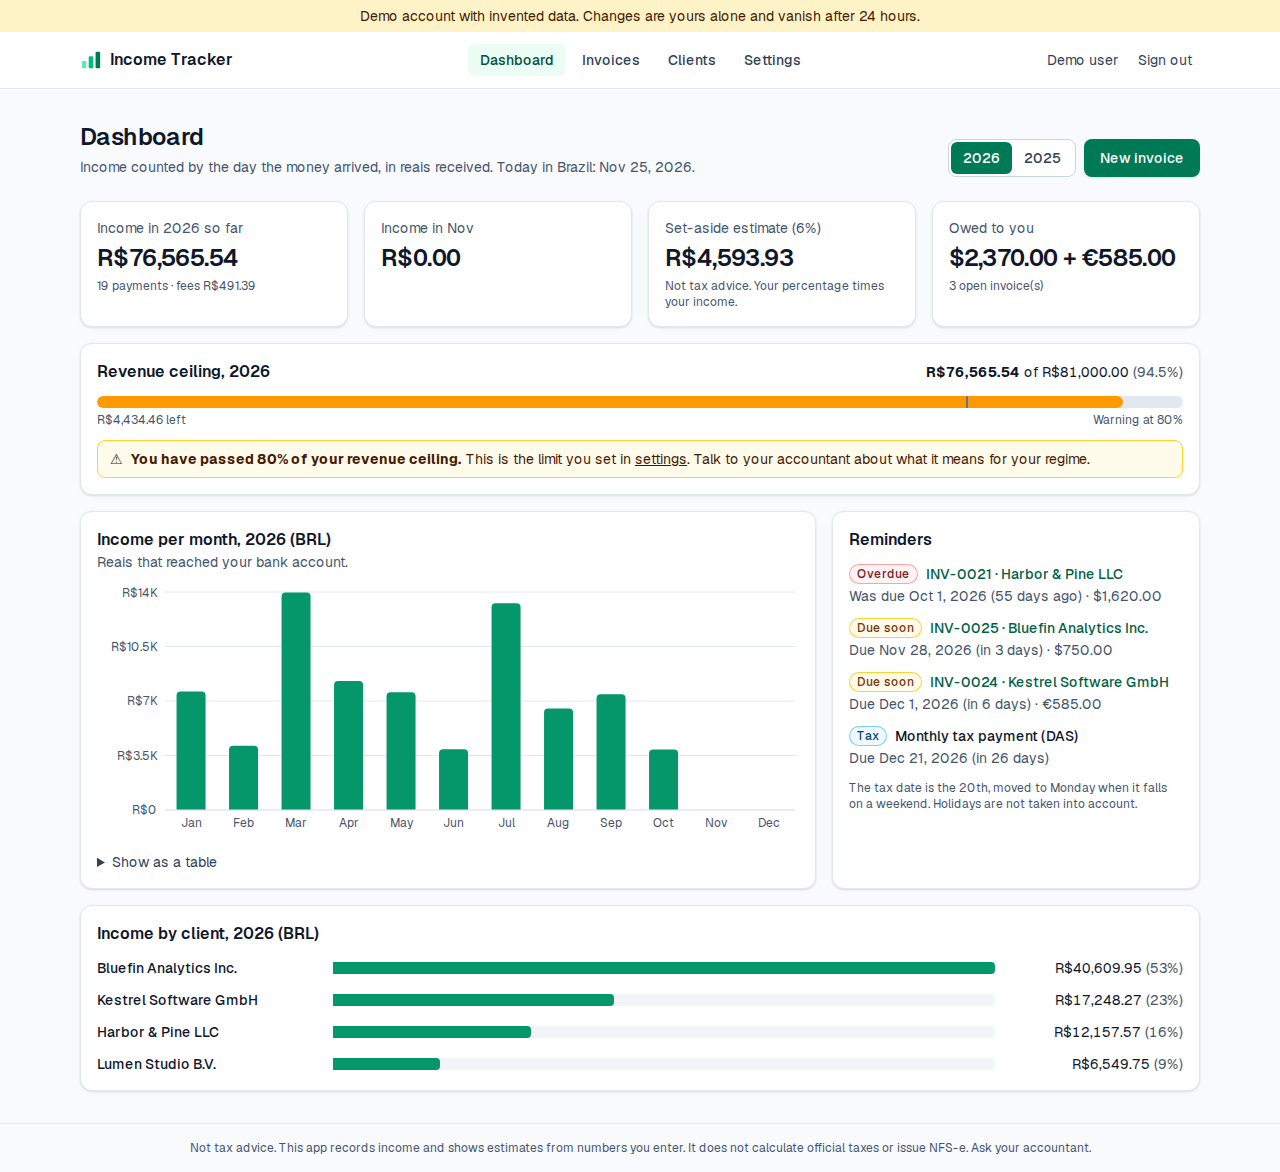 Demo account with invented data. Changes are yours alone and vanish after 24 hours.
Income Tracker
Dashboard
Invoices
Clients
Settings
Demo user
Sign out
Dashboard
Income counted by the day the money arrived, in reais received. Today in Brazil: Nov 25, 2026.
2026
2025
New invoice
Income in 2026 so far
R$76,565.54
19 payments · fees R$491.39
Income in Nov
R$0.00
Set-aside estimate (6%)
R$4,593.93
Not tax advice. Your percentage times
your income.
Owed to you
$2,370.00 + €585.00
3 open invoice(s)
Revenue ceiling, 2026
R$76,565.54 of R$81,000.00 (94.5%)
R$4,434.46 left
Warning at 80%
⚠ You have passed 80% of your revenue ceiling. This is the limit you set in settings. Talk to your accountant about what it means for your regime.
Income per month, 2026 (BRL)
Reais that reached your bank account.
R$14K
R$10.5K
R$7K
R$3.5K
R$0
Jan
Feb
Mar
Apr
May
Jun
Jul
Aug
Sep
Oct
Nov
Dec
Show as a table
Reminders
Overdue INV-0021 · Harbor & Pine LLC
Was due Oct 1, 2026 (55 days ago) · $1,620.00
Due soon INV-0025 · Bluefin Analytics Inc.
Due Nov 28, 2026 (in 3 days) · $750.00
Due soon INV-0024 · Kestrel Software GmbH
Due Dec 1, 2026 (in 6 days) · €585.00
Tax Monthly tax payment (DAS)
Due Dec 21, 2026 (in 26 days)
The tax date is the 20th, moved to Monday when it falls
on a weekend. Holidays are not taken into account.
Income by client, 2026 (BRL)
Bluefin Analytics Inc.
R$40,609.95 (53%)
Kestrel Software GmbH
R$17,248.27 (23%)
Harbor & Pine LLC
R$12,157.57 (16%)
Lumen Studio B.V.
R$6,549.75 (9%)
Not tax advice. This app records income and shows estimates from numbers you enter. It does not calculate official taxes or issue NFS-e. Ask your accountant.